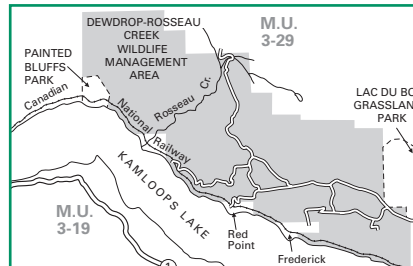 DEWDROP-ROSSEAU
CREEK
WILDLIFE
MANAGEMENT
AREA
M.U.
3-29
PAINTED
BLUFFS
PARK
Canadian
National Railway
Rosseau Cr.
LAC DU BO
GRASSLAN
PARK
KAMLOOPS LAKE
M.U.
3-19
Red
Point
Frederick
1